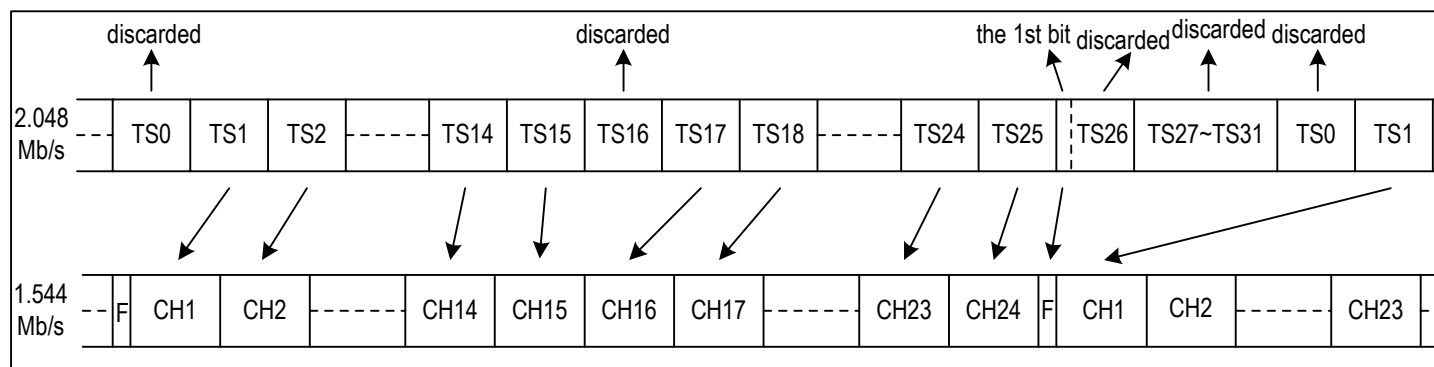 discarded discarded the 1st bit discarded discarded discarded
2.048 Mb/s
TS0 TS1 TS2 TS14 TS15 TS16 TS17 TS18 TS24 TS25 TS26 TS27~TS31 TS0 TS1
1.544 Mb/s
F CH1 CH2 CH14 CH15 CH16 CH17 CH23 CH24 F CH1 CH2 CH23